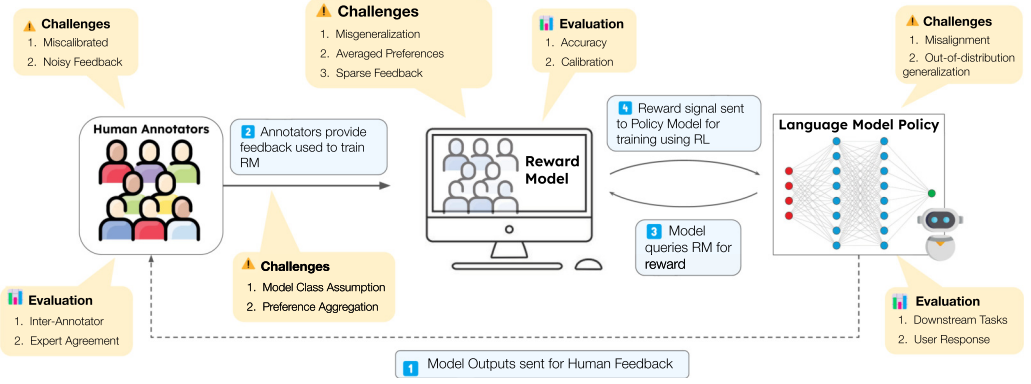 Challenges
1. Miscalibrated
2. Noisy Feedback
Challenges
1. Misgeneralization
2. Averaged Preferences
3. Sparse Feedback
Evaluation
1. Accuracy
2. Calibration
Challenges
1. Misalignment
2. Out-of-distribution
generalization
Human Annotators
2 Annotators provide
feedback used to train
RM
Reward
Model
4 Reward signal sent
to Policy Model for
training using RL
Language Model Policy
3 Model
queries RM for
reward
Challenges
1. Model Class Assumption
2. Preference Aggregation
Evaluation
1. Inter-Annotator
2. Expert Agreement
Evaluation
1. Downstream Tasks
2. User Response
1 Model Outputs sent for Human Feedback